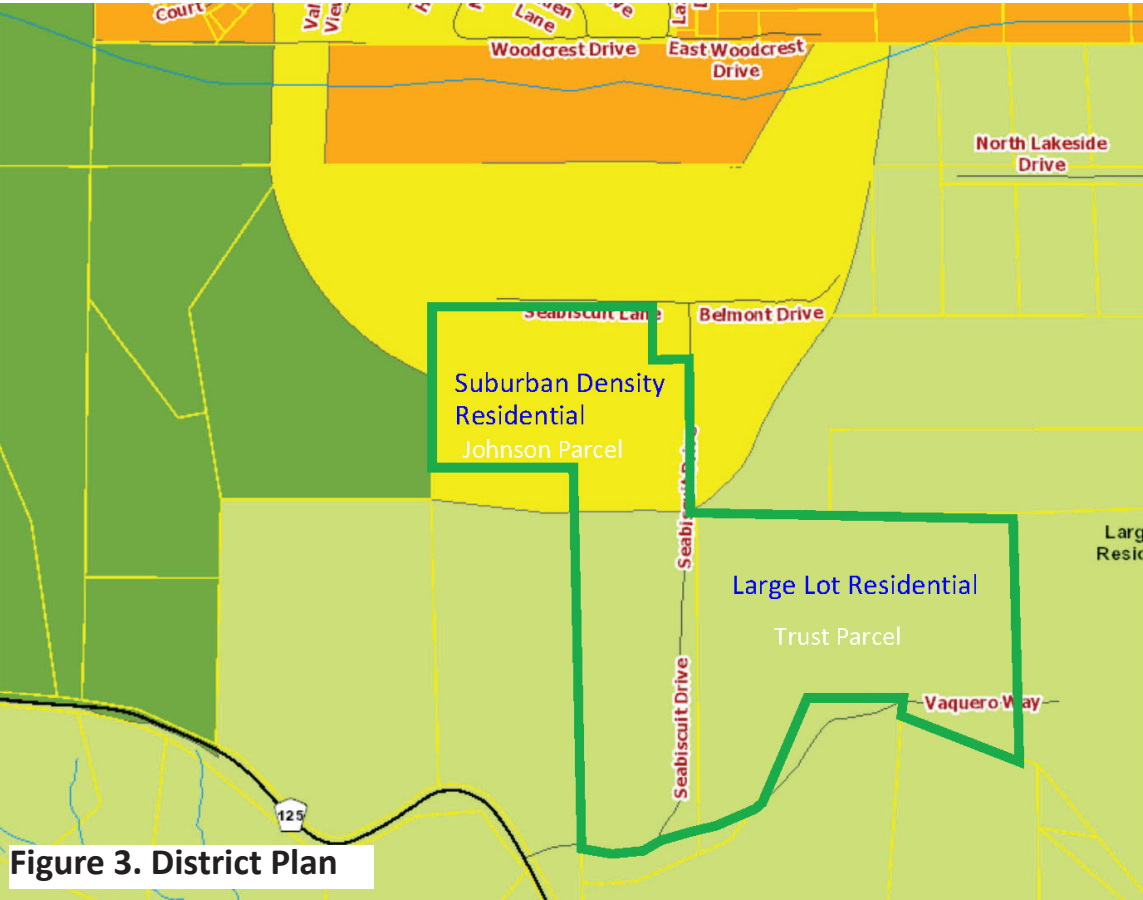 Court
Lane
Woodcrest Drive
East Woodcrest
Drive
North Lakeside
Drive
Seabiscuit Lane
Belmont Drive
Suburban Density
Residential
Johnson Parcel
Seabiscuit Drive
Large Lot Residential
Trust Parcel
Seabiscuit Drive
Vaquero Way
125
Figure 3. District Plan